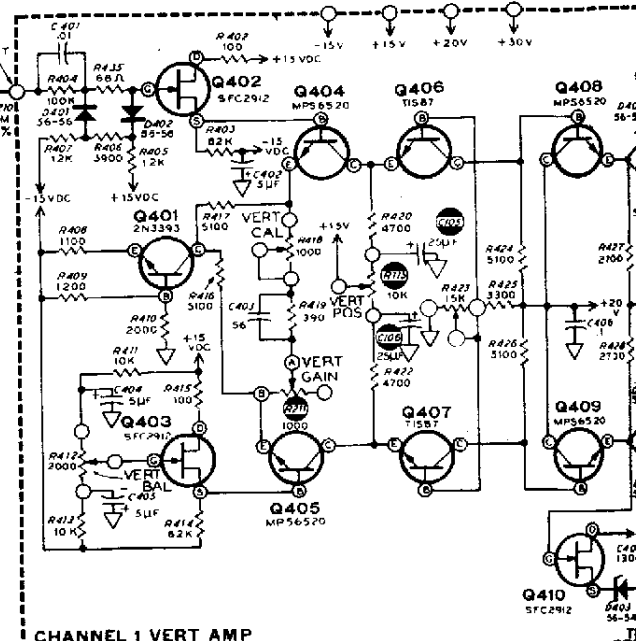 C401
.01
R402
100
+15VDC
-15V
+15V
+20V
+30V
R404
100K
R435
68Ω
Q402
SFC2912
Q404
MPS6520
Q406
TIS87
Q408
MPS6520
D401
56-56
D402
56-56
R407
12K
R406
3900
R405
12K
R403
82K
-15
VDC
C402
5µF
-15VDC
+15VDC
Q401
2N3393
R417
5100
VERT
CAL
R418
1000
+15V
R420
4700
C105
25µF
R408
1100
R409
1200
R410
2000
R416
5100
C403
56
R419
390
VERT
POS
R115
10K
R423
15K
R424
5100
R425
3300
R427
2100
+20
V
C106
25µF
R422
4700
R426
5100
C406
.1
R428
2730
R411
10K
+15
VDC
C404
5µF
R415
100
VERT
GAIN
R211
1000
Q403
SFC2912
R412
2000
VERT
BAL
C405
5µF
R413
10K
R414
82K
Q405
MPS6520
Q407
TIS87
Q409
MPS6520
Q410
SFC2912
D403
CHANNEL 1 VERT AMP